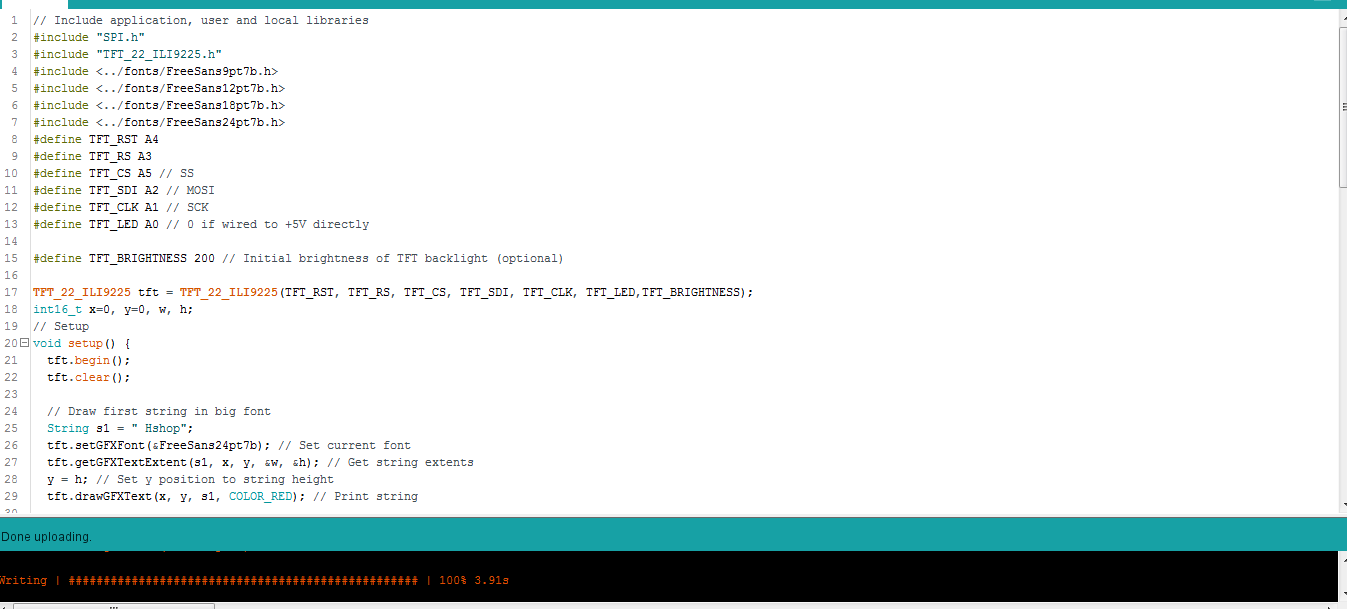 1 // Include application, user and local libraries
2 #include "SPI.h"
3 #include "TFT_22_ILI9225.h"
4 #include <../fonts/FreeSans9pt7b.h>
5 #include <../fonts/FreeSans12pt7b.h>
6 #include <../fonts/FreeSans18pt7b.h>
7 #include <../fonts/FreeSans24pt7b.h>
8 #define TFT_RST A4
9 #define TFT_RS A3
10 #define TFT_CS A5 // SS
11 #define TFT_SDI A2 // MOSI
12 #define TFT_CLK A1 // SCK
13 #define TFT_LED A0 // 0 if wired to +5V directly
14
15 #define TFT_BRIGHTNESS 200 // Initial brightness of TFT backlight (optional)
16
17 TFT_22_ILI9225 tft = TFT_22_ILI9225(TFT_RST, TFT_RS, TFT_CS, TFT_SDI, TFT_CLK, TFT_LED,TFT_BRIGHTNESS);
18 int16_t x=0, y=0, w, h;
19 // Setup
20 void setup() {
21   tft.begin();
22   tft.clear();
23
24   // Draw first string in big font
25   String s1 = " Hshop";
26   tft.setGFXFont(&FreeSans24pt7b); // Set current font
27   tft.getGFXTextExtent(s1, x, y, &w, &h); // Get string extents
28   y = h; // Set y position to string height
29   tft.drawGFXText(x, y, s1, COLOR_RED); // Print string
30
Done uploading.
Writing | ################################################## | 100% 3.91s